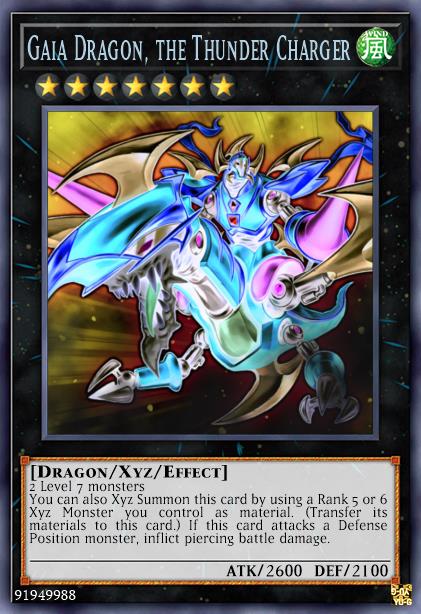 Gaia Dragon, the Thunder Charger
WIND
風
[Dragon/Xyz/Effect]
2 Level 7 monsters
You can also Xyz Summon this card by using a Rank 5 or 6
Xyz Monster you control as material. (Transfer its
materials to this card.) If this card attacks a Defense
Position monster, inflict piercing battle damage.
ATK/2600 DEF/2100
91949988